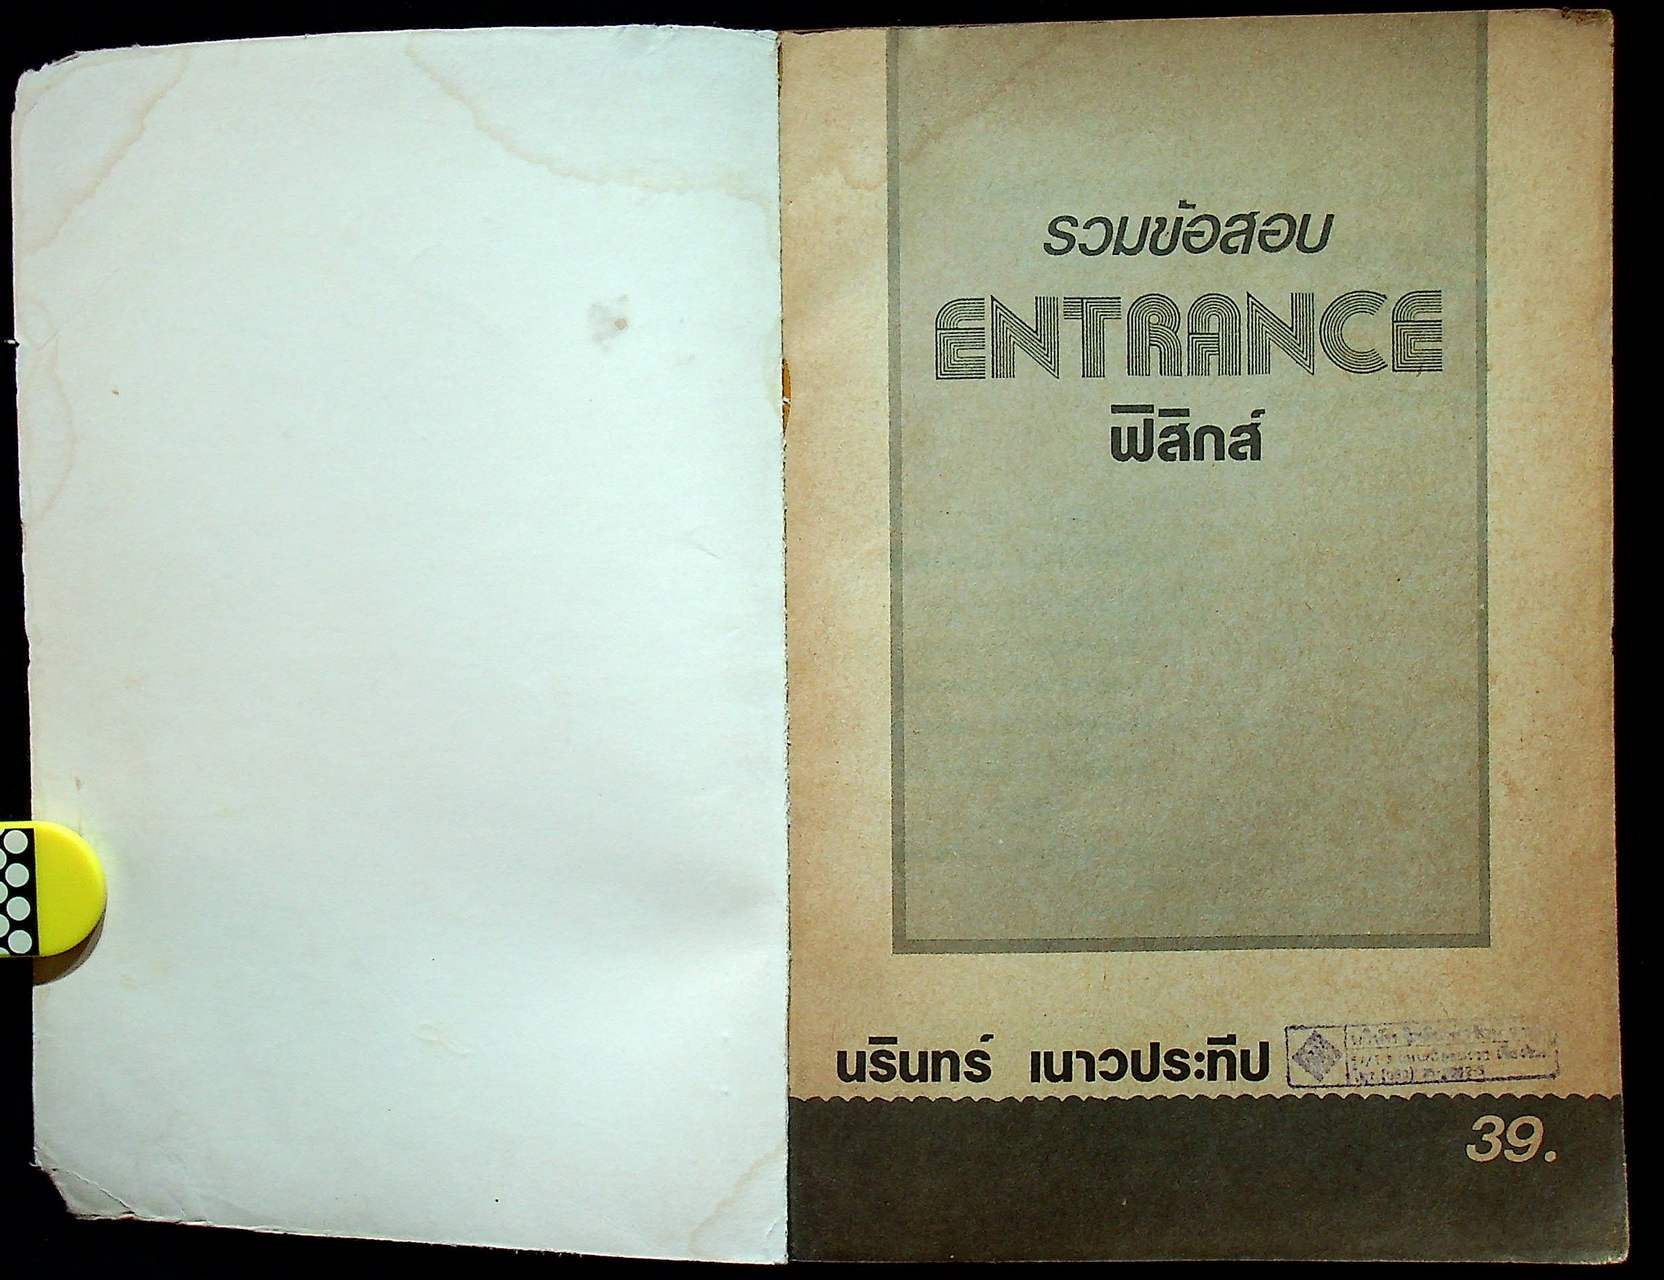 รวมข้อสอบ
ENTRANCE
ฟิสิกส์
นรินทร์ เนาวประทีป
39.